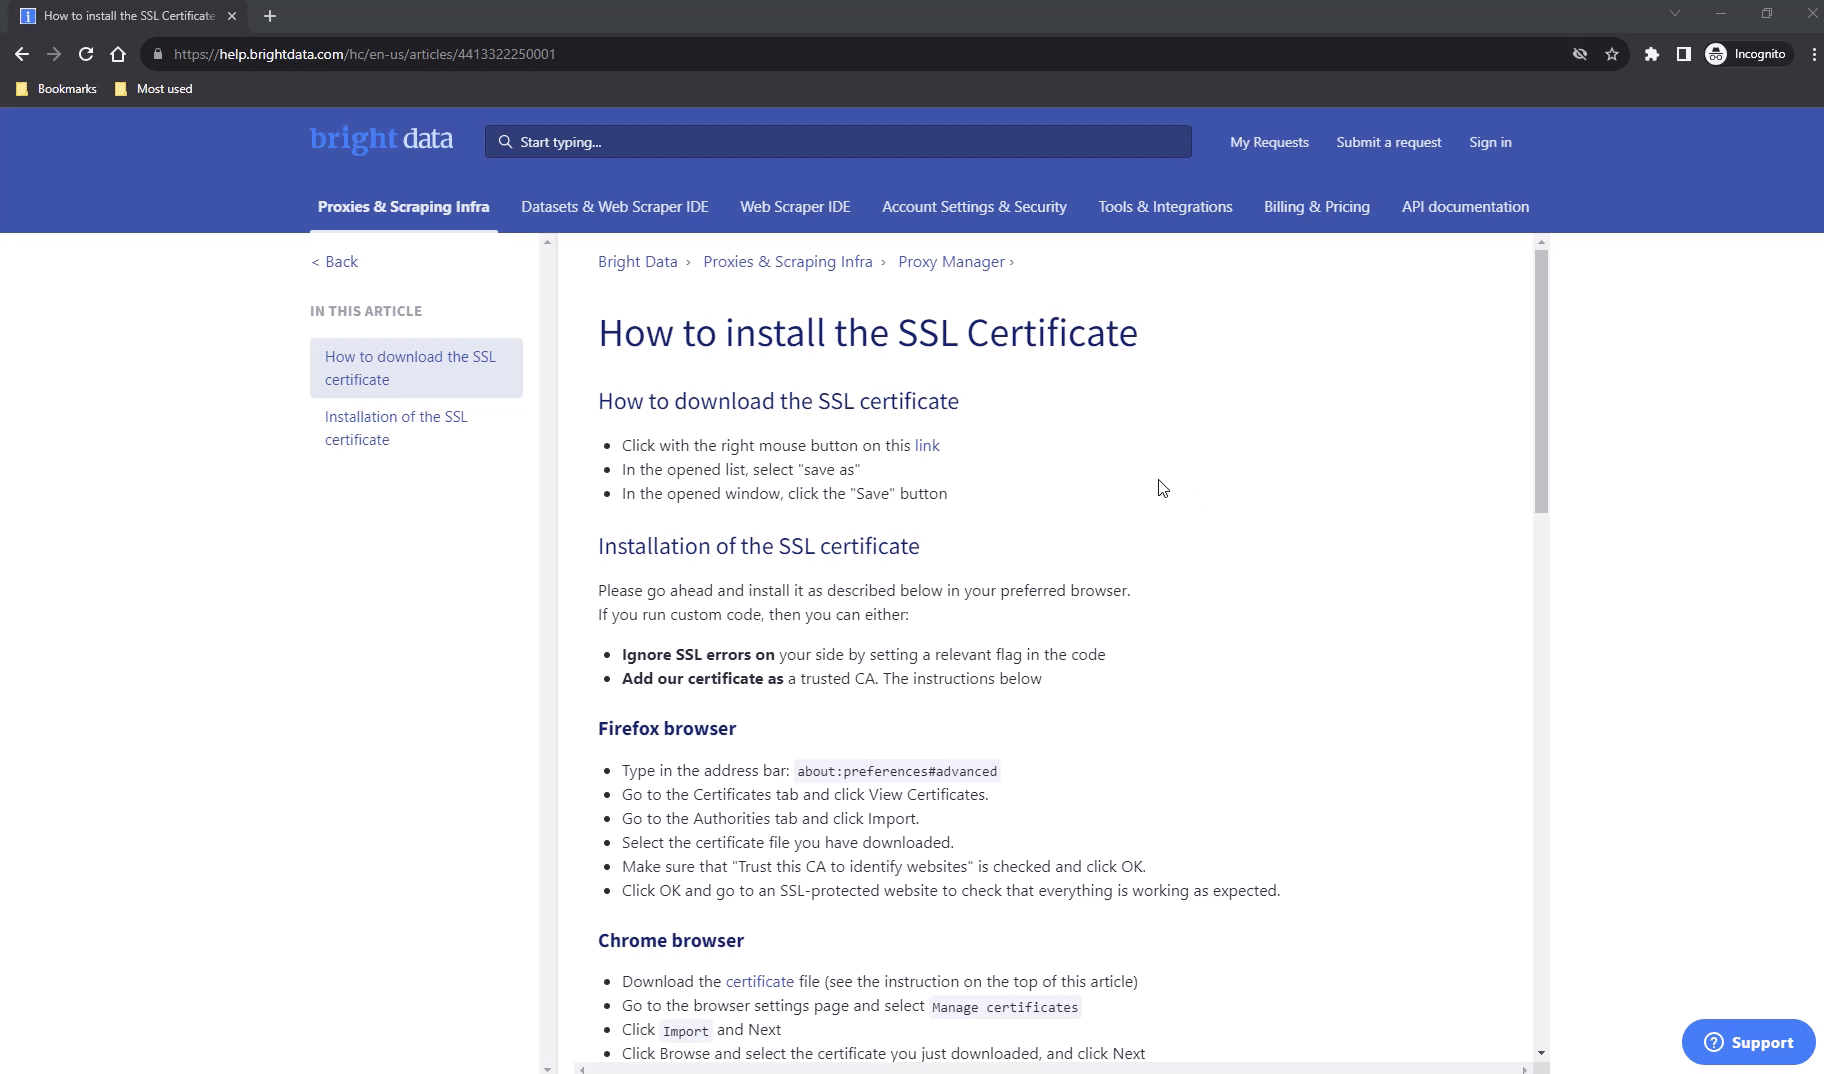 How to install the SSL Certificate
https://help.brightdata.com/hc/en-us/articles/4413322250001
Incognito
Bookmarks
Most used
bright data
Start typing...
My Requests
Submit a request
Sign in
Proxies & Scraping Infra
Datasets & Web Scraper IDE
Web Scraper IDE
Account Settings & Security
Tools & Integrations
Billing & Pricing
API documentation
< Back
IN THIS ARTICLE
How to download the SSL
certificate
Installation of the SSL
certificate
Bright Data › Proxies & Scraping Infra › Proxy Manager ›
How to install the SSL Certificate
How to download the SSL certificate
• Click with the right mouse button on this link
• In the opened list, select "save as"
• In the opened window, click the "Save" button
Installation of the SSL certificate
Please go ahead and install it as described below in your preferred browser.
If you run custom code, then you can either:
• Ignore SSL errors on your side by setting a relevant flag in the code
• Add our certificate as a trusted CA. The instructions below
Firefox browser
• Type in the address bar: about:preferences#advanced
• Go to the Certificates tab and click View Certificates.
• Go to the Authorities tab and click Import.
• Select the certificate file you have downloaded.
• Make sure that "Trust this CA to identify websites" is checked and click OK.
• Click OK and go to an SSL-protected website to check that everything is working as expected.
Chrome browser
• Download the certificate file (see the instruction on the top of this article)
• Go to the browser settings page and select Manage certificates
• Click Import and Next
• Click Browse and select the certificate you just downloaded, and click Next
Support